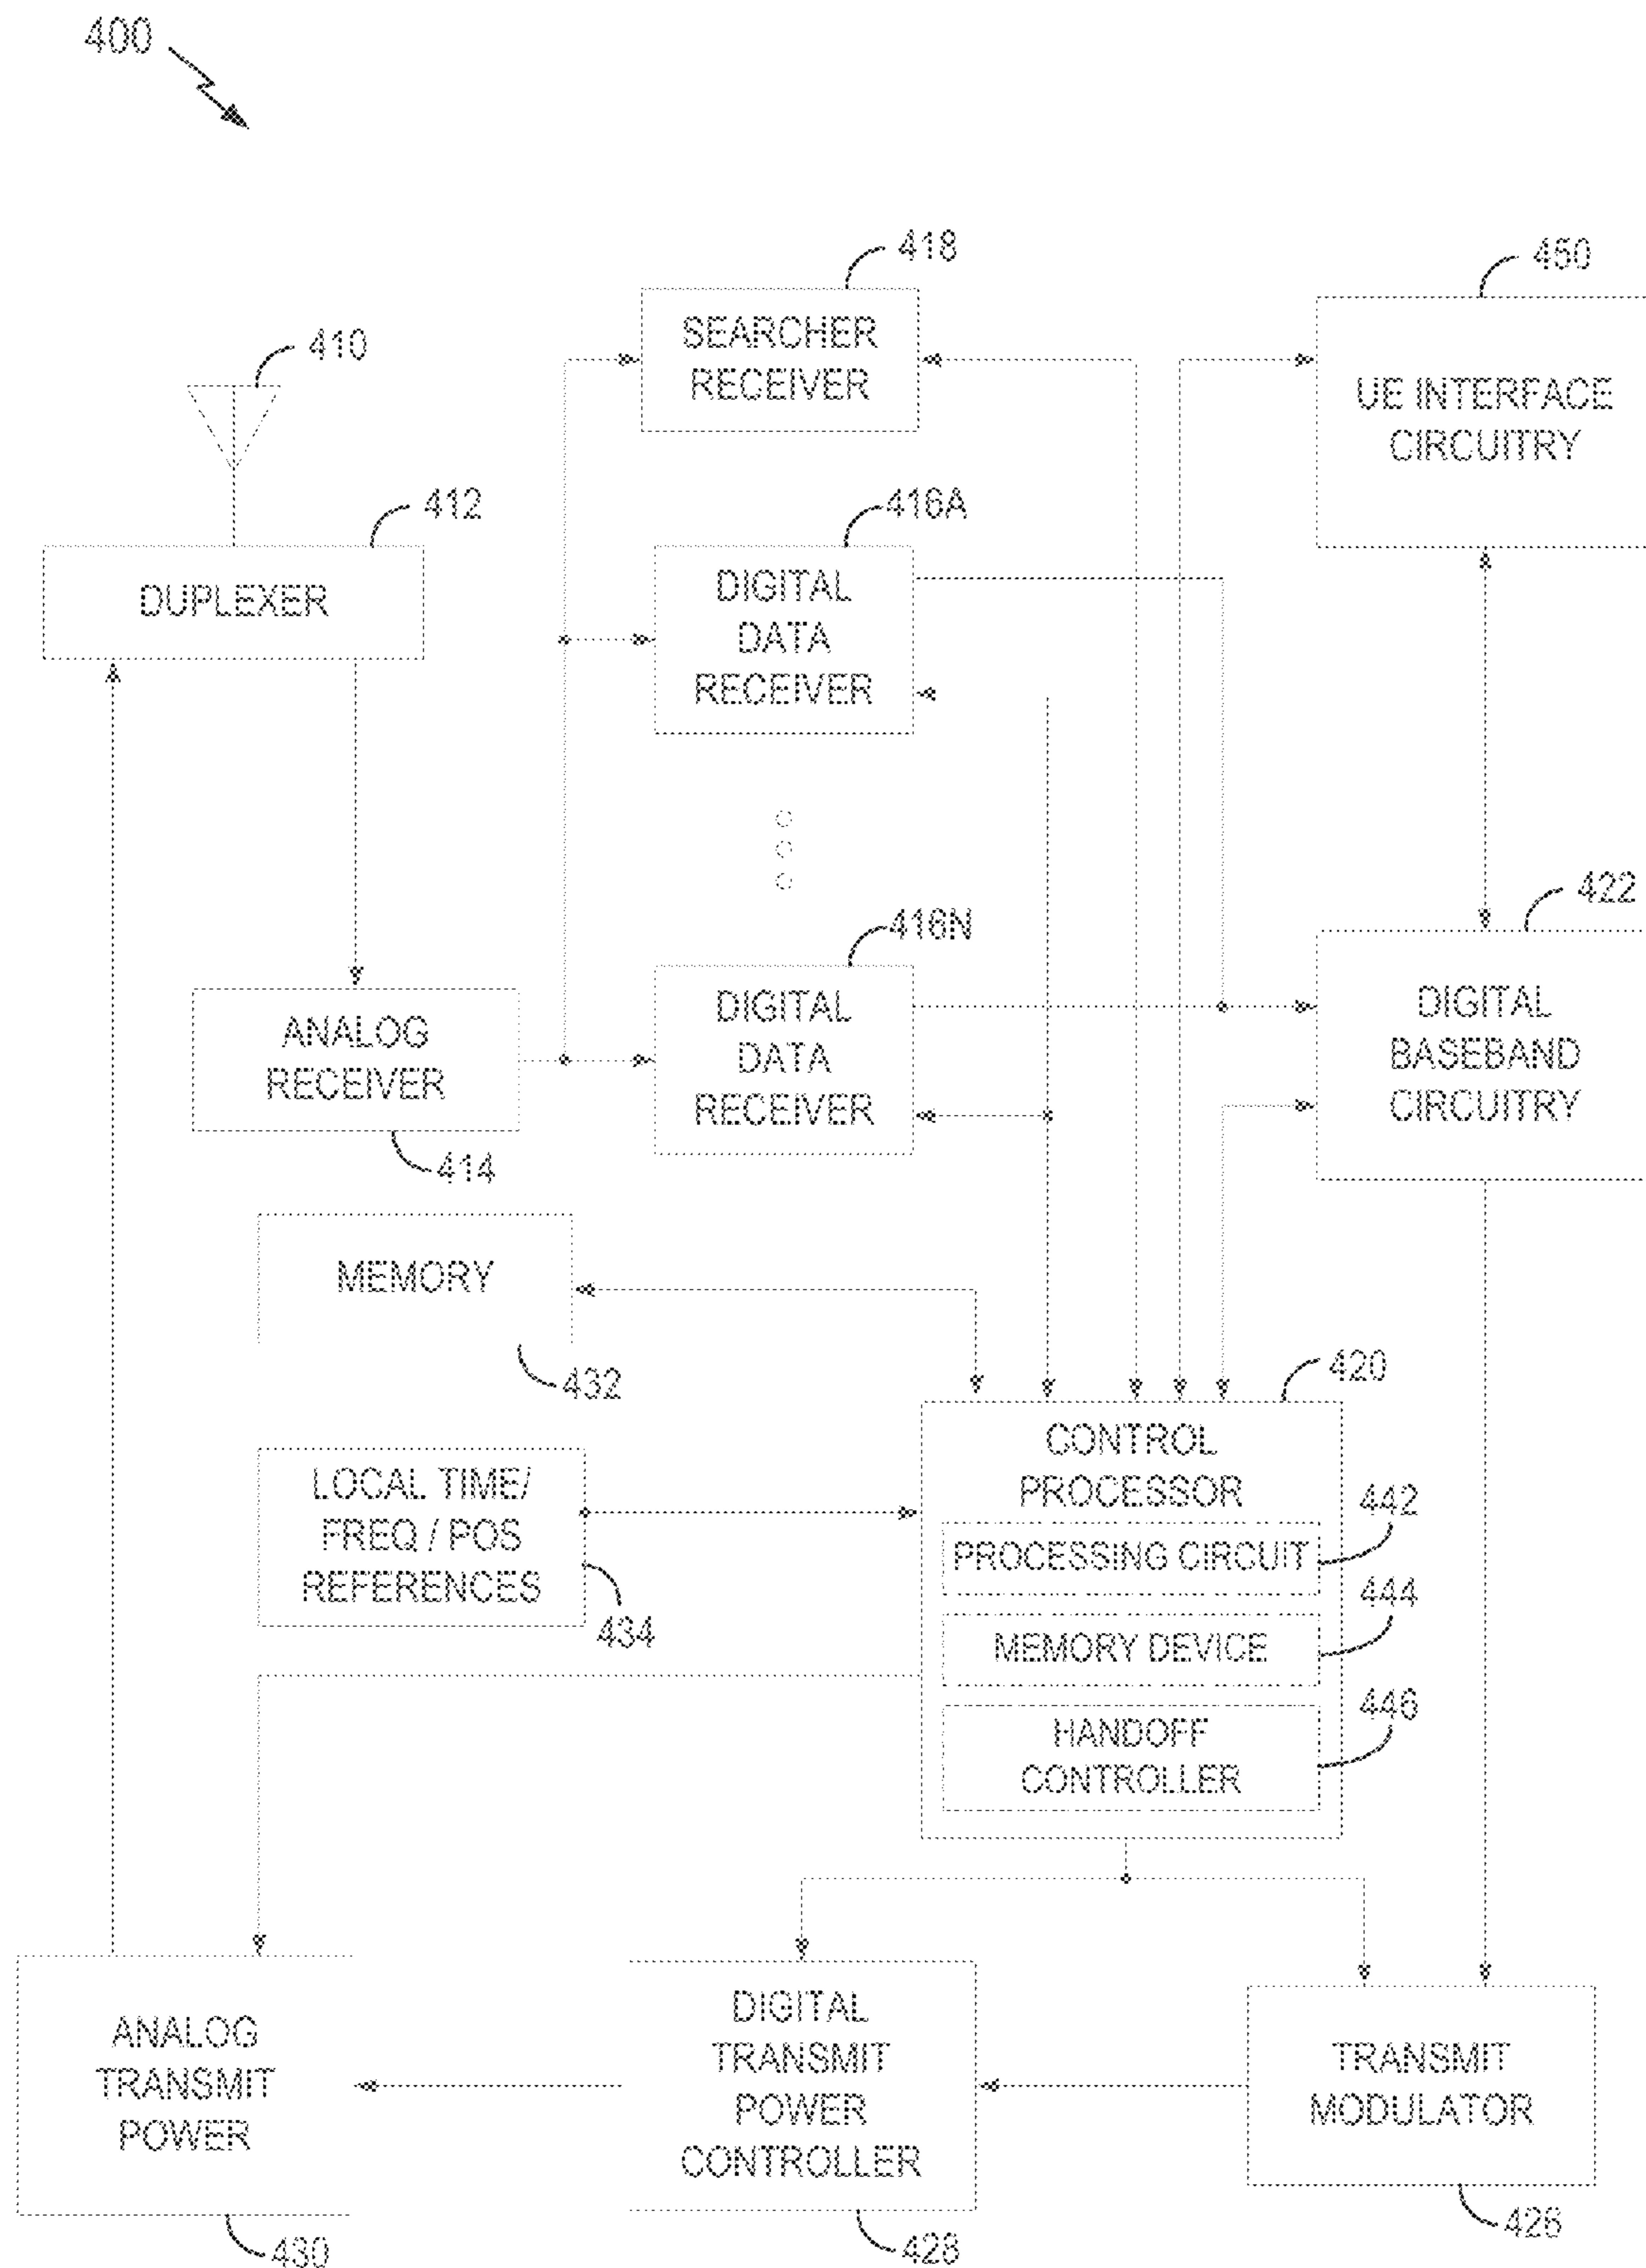 400
418
SEARCHER
RECEIVER
450
UE INTERFACE
CIRCUITRY
410
412
DUPLEXER
416A
DIGITAL
DATA
RECEIVER
416N
DIGITAL
DATA
RECEIVER
422
DIGITAL
BASEBAND
CIRCUITRY
ANALOG
RECEIVER
414
MEMORY
432
420
CONTROL
PROCESSOR
442
PROCESSING CIRCUIT
444
MEMORY DEVICE
446
HANDOFF
CONTROLLER
LOCAL TIME/
FREQ / POS
REFERENCES
434
ANALOG
TRANSMIT
POWER
430
DIGITAL
TRANSMIT
POWER
CONTROLLER
428
TRANSMIT
MODULATOR
426